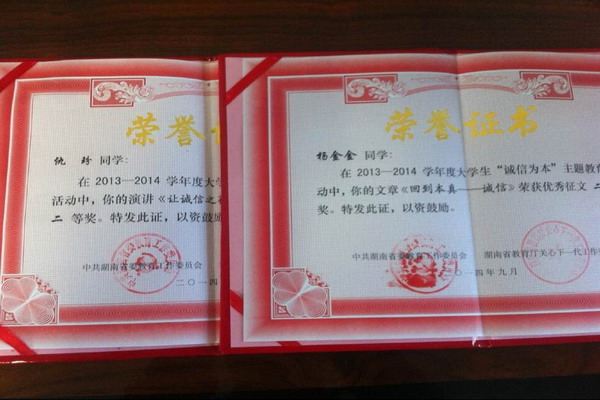 荣誉
同学:
在 2013—2014 学年度大学
活动中，你的演讲《让诚信之
二 等奖。特发此证，以资鼓励。
中共湖南省委教育工作委员会
二〇一四
荣誉证书
杨金金 同学:
在 2013—2014 学年度大学生“诚信为本”主题教育
动中，你的文章《回到本真——诚信》荣获优秀征文 二
奖。特发此证，以资鼓励。
中共湖南省委教育工作委员会 湖南省教育厅关心下一代工作
二〇一四年九月